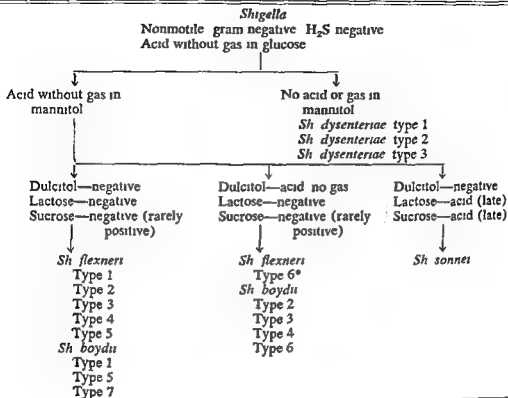 Shigella
Nonmotile gram negative H₂S negative
Acid without gas in glucose
Acid without gas in
mannitol
No acid or gas in
mannitol
Sh dysenteriae type 1
Sh dysenteriae type 2
Sh dysenteriae type 3
Dulcitol—negative
Lactose—negative
Sucrose—negative (rarely
positive)
Sh flexneri
Type 1
Type 2
Type 3
Type 4
Type 5
Sh boydii
Type 1
Type 5
Type 7
Dulcitol—acid no gas
Lactose—negative
Sucrose—negative (rarely
positive)
Sh flexneri
Type 6*
Sh boydii
Type 2
Type 3
Type 4
Type 6
Dulcitol—negative
Lactose—acid (late)
Sucrose—acid (late)
Sh sonnei